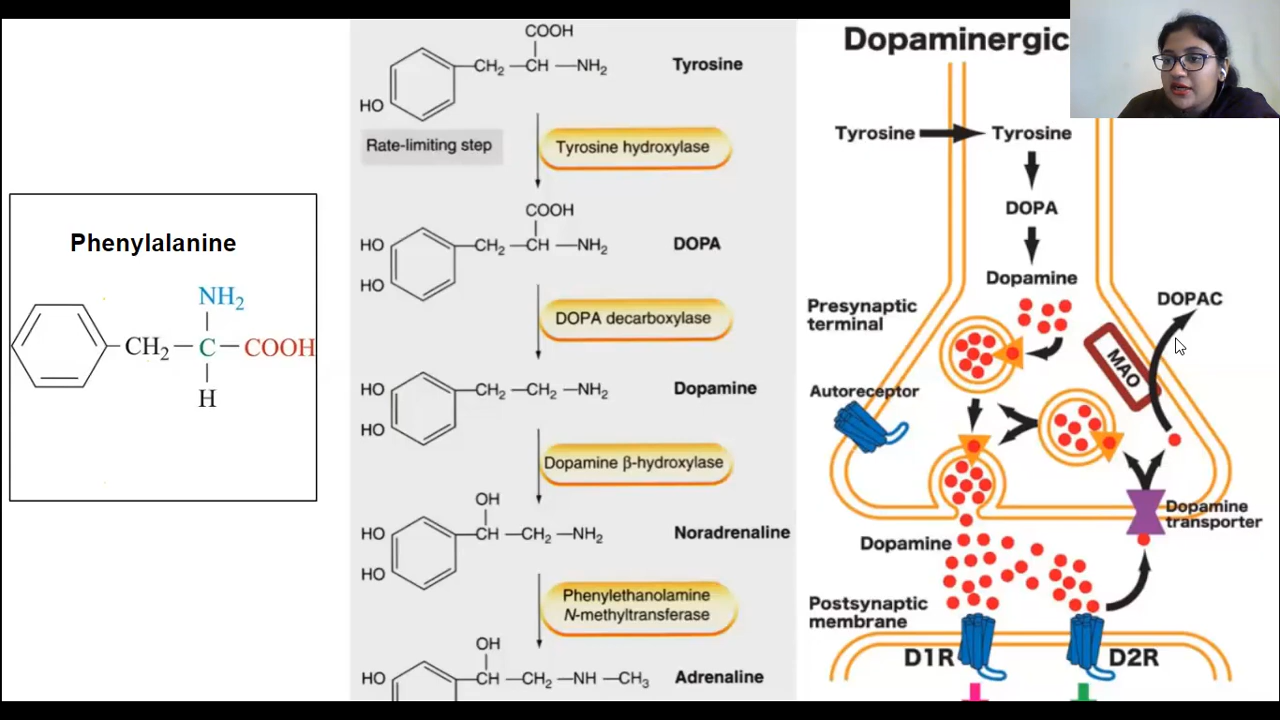 Phenylalanine
NH2
CH2 — C — COOH
H
COOH
CH2 — CH — NH2
HO
Tyrosine
Rate-limiting step
Tyrosine hydroxylase
COOH
HO
CH2 — CH — NH2
HO
DOPA
DOPA decarboxylase
HO
CH2 — CH2 — NH2
HO
Dopamine
Dopamine β-hydroxylase
OH
HO
CH — CH2 — NH2
HO
Noradrenaline
Phenylethanolamine
N-methyltransferase
OH
HO
CH — CH2 — NH — CH3
Adrenaline
Dopaminergic
Tyrosine
Tyrosine
DOPA
Dopamine
Presynaptic
terminal
DOPAC
MAO
Autoreceptor
Dopamine
transporter
Dopamine
Postsynaptic
membrane
D1R
D2R